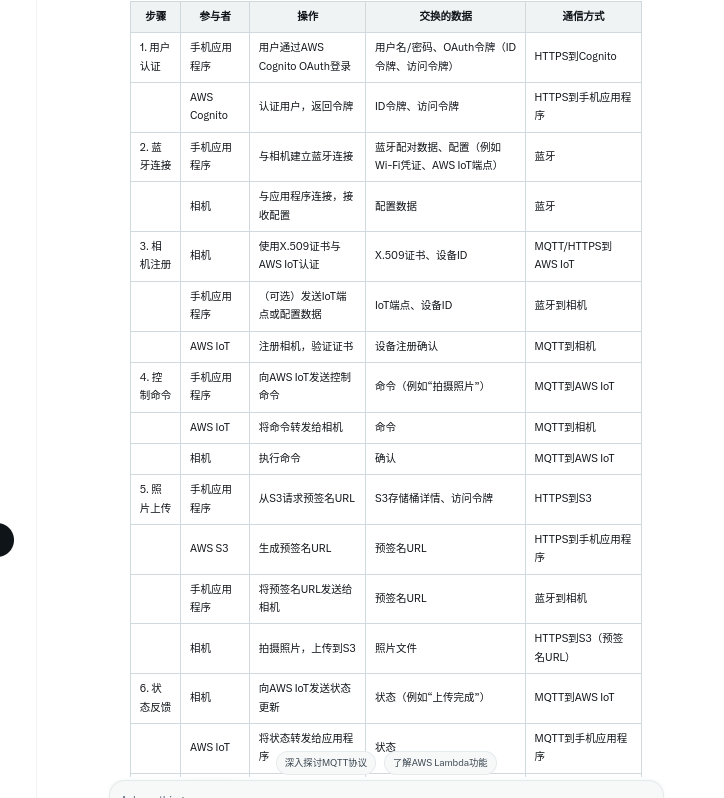 步骤 参与者 操作 交换的数据 通信方式
1. 用户 手机应用 用户通过AWS 用户名/密码、OAuth令牌（ID HTTPS到Cognito
认证 程序 Cognito OAuth登录 令牌、访问令牌）
AWS 认证用户，返回令牌 ID令牌、访问令牌 HTTPS到手机应用程
Cognito 序
2. 蓝 手机应用 与相机建立蓝牙连接 蓝牙配对数据、配置（例如 蓝牙
牙连接 程序 Wi-Fi凭证、AWS IoT端点）
相机 与应用程序连接，接 配置数据 蓝牙
收配置
3. 相 相机 使用X.509证书与 X.509证书、设备ID MQTT/HTTPS到
机注册 AWS IoT认证 AWS IoT
手机应用 （可选）发送IoT端 IoT端点、设备ID 蓝牙到相机
程序 点或配置数据
AWS IoT 注册相机，验证证书 设备注册确认 MQTT到相机
4. 控 手机应用 向AWS IoT发送控制 命令（例如“拍摄照片”） MQTT到AWS IoT
制命令 程序 命令
AWS IoT 将命令转发给相机 命令 MQTT到相机
相机 执行命令 确认 MQTT到AWS IoT
5. 照 手机应用 从S3请求预签名URL S3存储桶详情、访问令牌 HTTPS到S3
片上传 程序
AWS S3 生成预签名URL 预签名URL HTTPS到手机应用程
序
手机应用 将预签名URL发送给 预签名URL 蓝牙到相机
程序 相机
相机 拍摄照片，上传到S3 照片文件 HTTPS到S3（预签
名URL）
6. 状 相机 向AWS IoT发送状态 状态（例如“上传完成”） MQTT到AWS IoT
态反馈 更新
AWS IoT 将状态转发给应用程 状态 MQTT到手机应用程
序 序
深入探讨MQTT协议 了解AWS Lambda功能